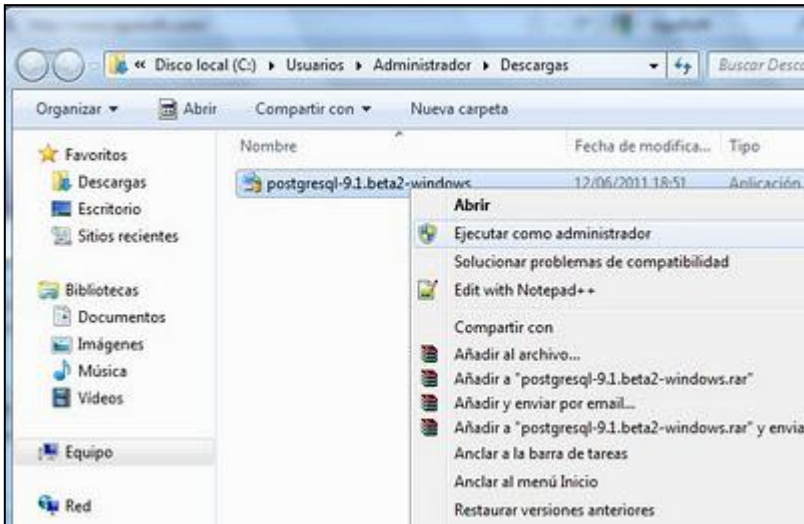 « Disco local (C:) ▸ Usuarios ▸ Administrador ▸ Descargas
Buscar Desca
Organizar Abrir Compartir con Nueva carpeta
Favoritos
Descargas
Escritorio
Sitios recientes
Bibliotecas
Documentos
Imágenes
Música
Vídeos
Equipo
Red
Nombre Fecha de modifica... Tipo
postgresql-9.1.beta2-windows 12/06/2011 18:51 Aplicación
Abrir
Ejecutar como administrador
Solucionar problemas de compatibilidad
Edit with Notepad++
Compartir con
Añadir al archivo...
Añadir a "postgresql-9.1.beta2-windows.rar"
Añadir y enviar por email...
Añadir a "postgresql-9.1.beta2-windows.rar" y envia
Anclar a la barra de tareas
Anclar al menú Inicio
Restaurar versiones anteriores